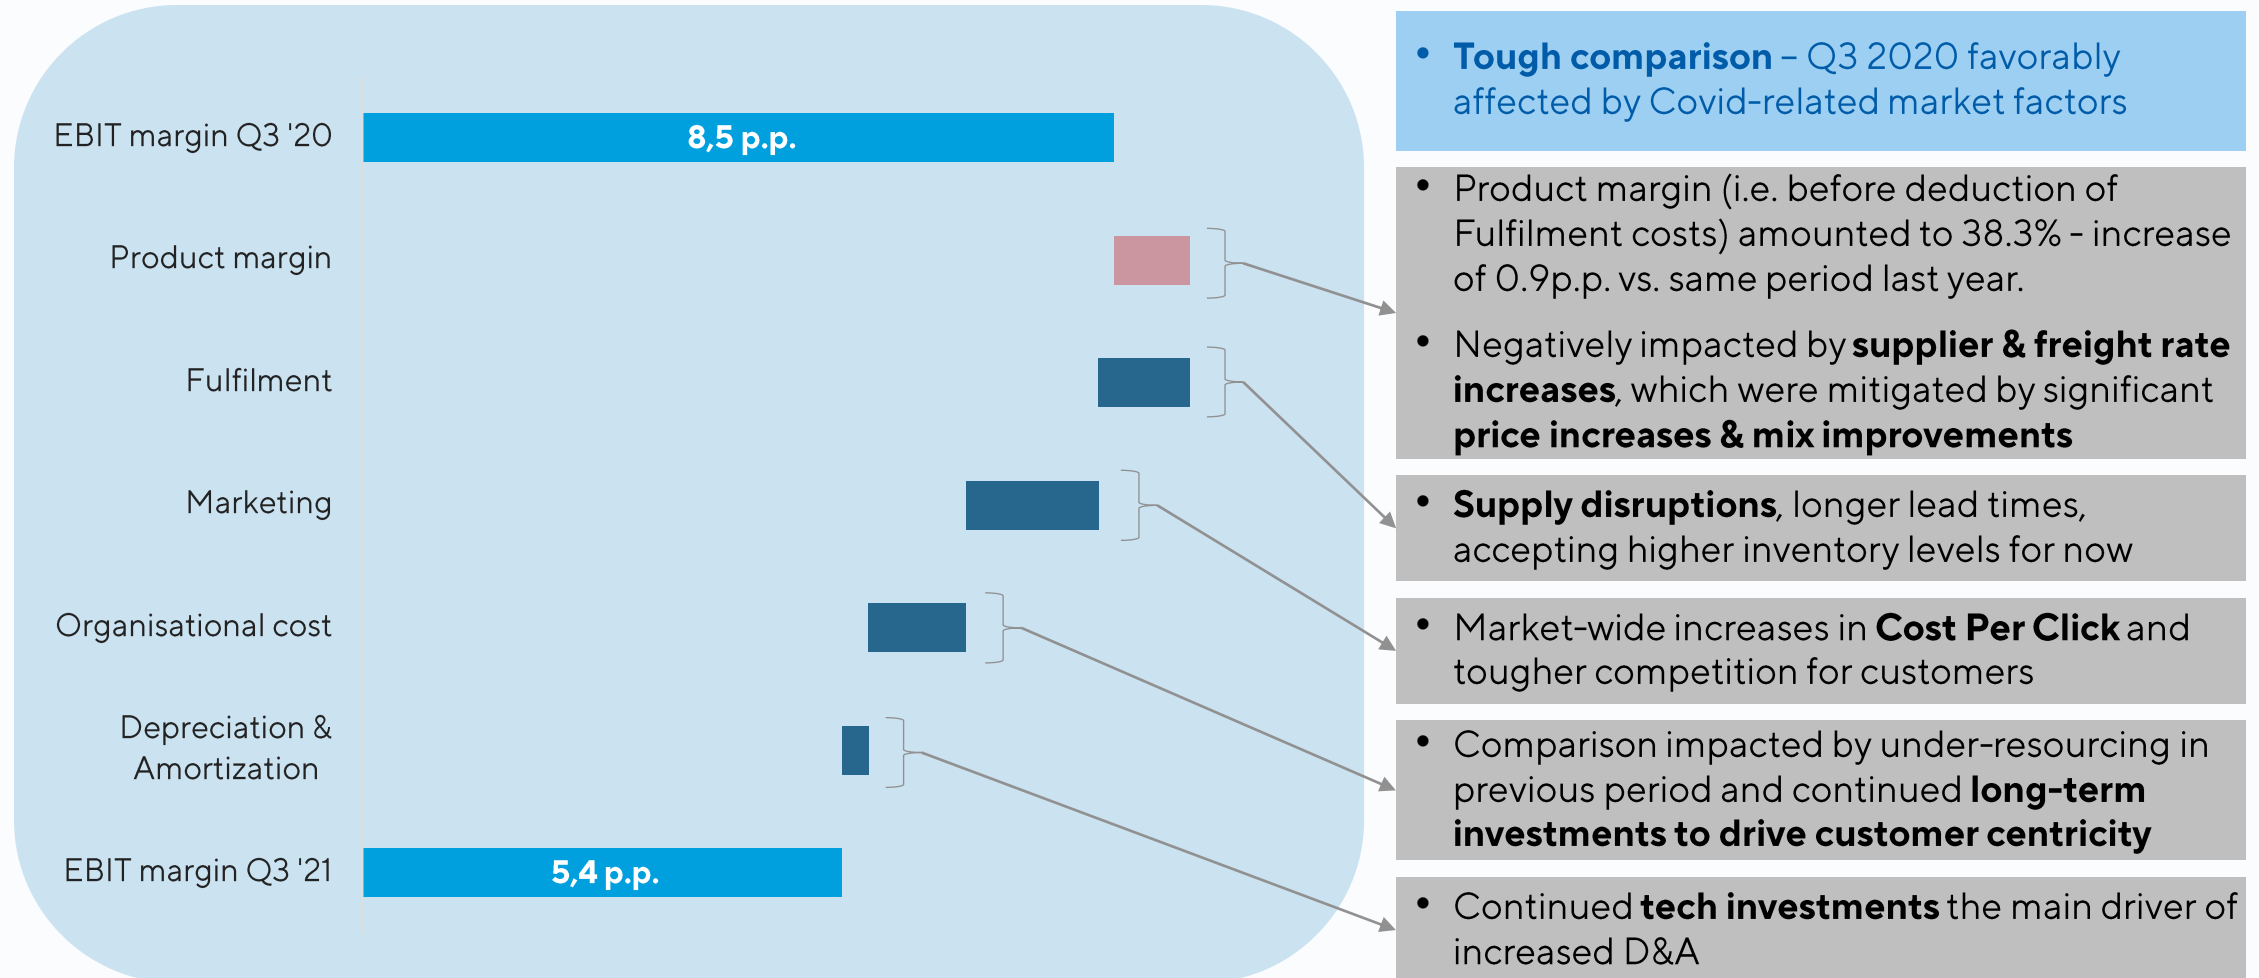 EBIT margin Q3 '20
8,5 p.p.
Product margin
Fulfilment
Marketing
Organisational cost
Depreciation &
Amortization
EBIT margin Q3 '21
5,4 p.p.
• Tough comparison – Q3 2020 favorably
affected by Covid-related market factors
• Product margin (i.e. before deduction of
Fulfilment costs) amounted to 38.3% - increase
of 0.9p.p. vs. same period last year.
• Negatively impacted by supplier & freight rate
increases, which were mitigated by significant
price increases & mix improvements
• Supply disruptions, longer lead times,
accepting higher inventory levels for now
• Market-wide increases in Cost Per Click and
tougher competition for customers
• Comparison impacted by under-resourcing in
previous period and continued long-term
investments to drive customer centricity
• Continued tech investments the main driver of
increased D&A